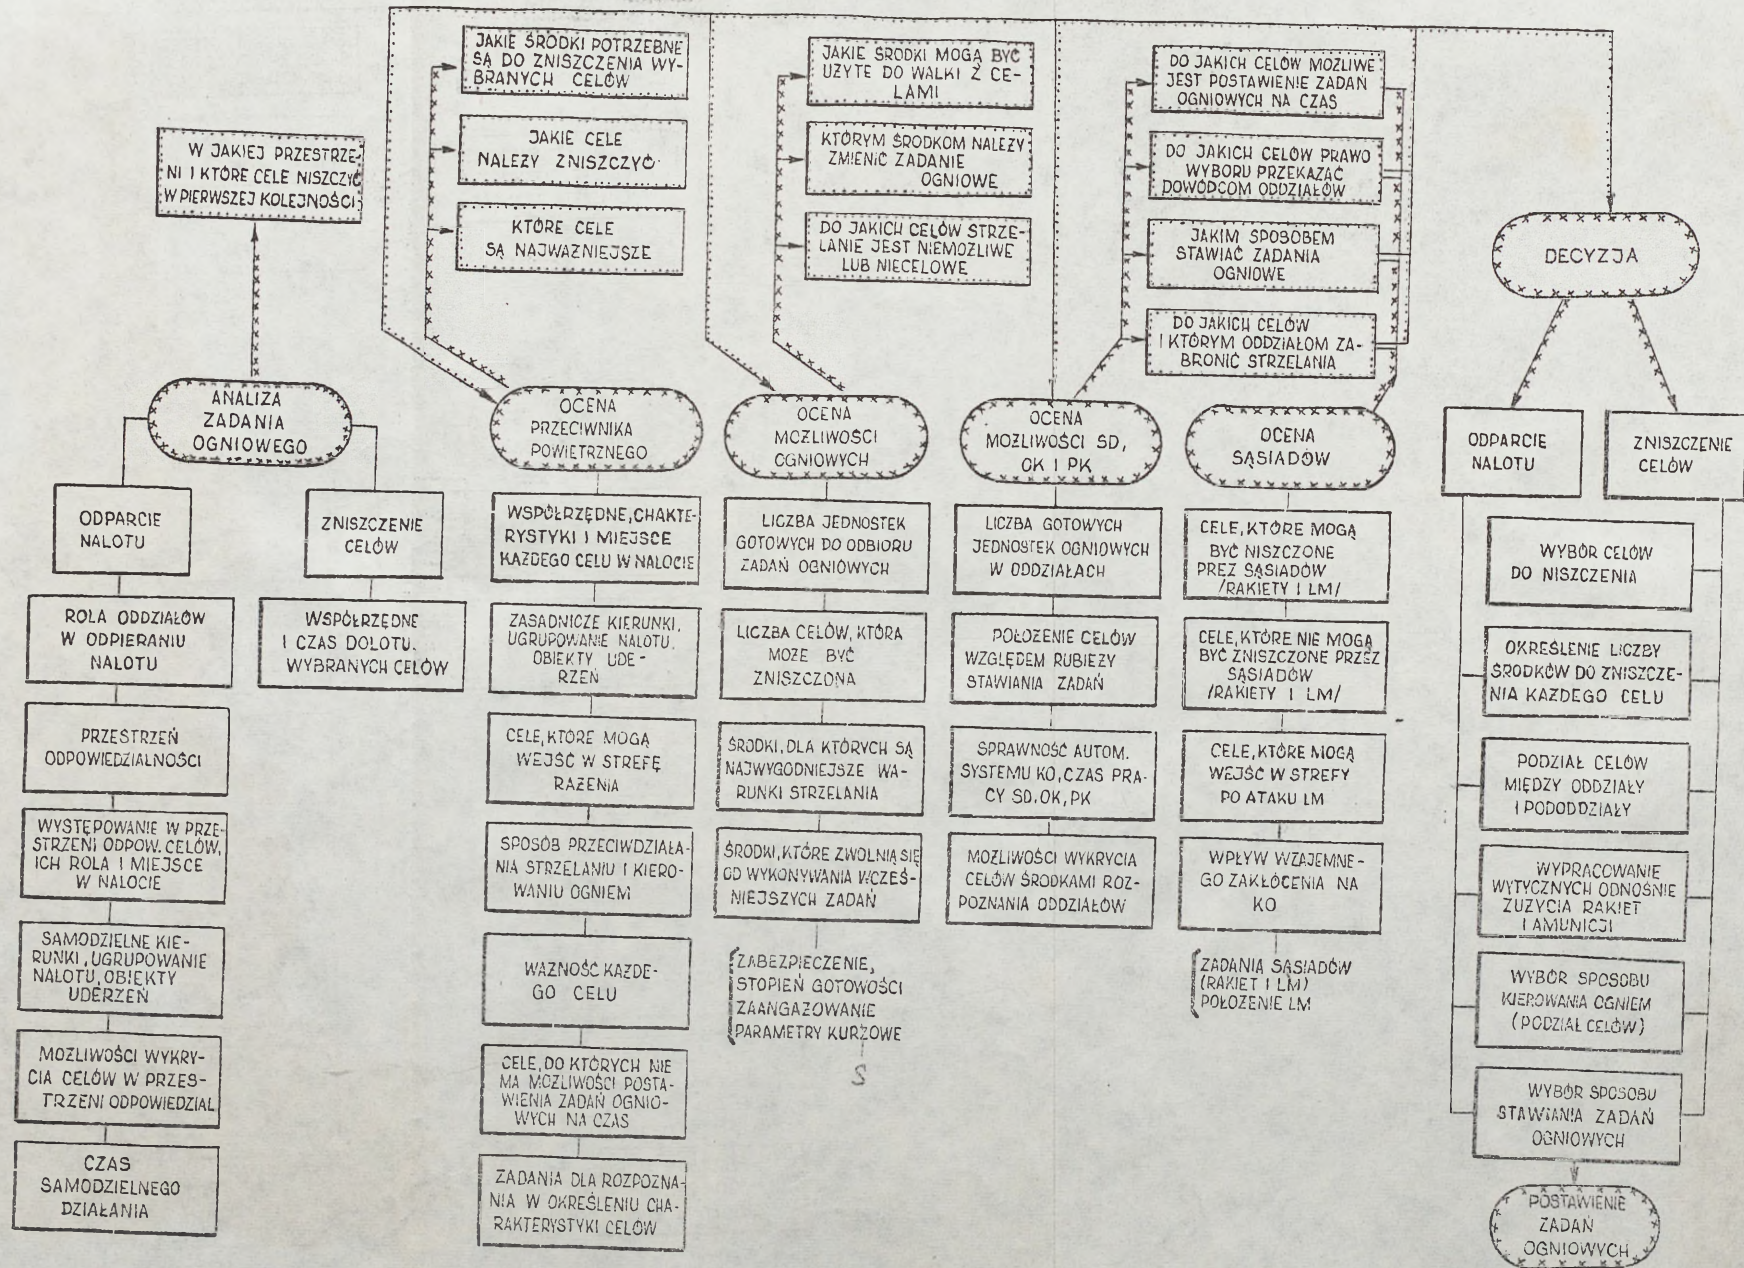 JAKIE ŚRODKI POTRZEBNE
SĄ DO ZNISZCZENIA WY-
BRANYCH CELÓW
JAKIE CELE
NALEŻY ZNISZCZYĆ
KTÓRE CELE
SĄ NAJWAŻNIEJSZE
JAKIE ŚRODKI MOGĄ BYĆ
UŻYTE DO WALKI Z CE-
LAMI
KTÓRYM ŚRODKOM NALEŻY
ZMIENIĆ ZADANIE
OGNIOWE
DO JAKICH CELÓW STRZE-
LANIE JEST NIEMOŻLIWE
LUB NIECELOWE
DO JAKICH CELÓW MOŻLIWE
JEST POSTAWIENIE ZADAŃ
OGNIOWYCH NA CZAS
DO JAKICH CELÓW PRAWO
WYBORU PRZEKAZAĆ
DOWÓDCOM ODDZIAŁÓW
JAKIM SPOSOBEM
STAWIAĆ ZADANIA
OGNIOWE
DO JAKICH CELÓW
I KTÓRYM ODDZIAŁOM ZA-
BRONIĆ STRZELANIA
W JAKIEJ PRZESTRZE-
NI I KTÓRE CELE NISZCZYĆ
W PIERWSZEJ KOLEJNOŚCI
DECYZJA
ANALIZA
ZADANIA
OGNIOWEGO
ODPARCIE
NALOTU
ROLA ODDZIAŁÓW
W ODPIERANIU
NALOTU
PRZESTRZEŃ
ODPOWIEDZIALNOŚCI
WYSTĘPOWANIE W PRZE-
STRZENI ODPOW. CELÓW,
ICH ROLA I MIEJSCE
W NALOCIE
SAMODZIELNE KIE-
RUNKI, UGRUPOWANIE
NALOTU, OBIEKTY
UDERZEŃ
MOŻLIWOŚCI WYKRY-
CIA CELÓW W PRZES-
TRZENI ODPOWIEDZIAL
CZAS
SAMODZIELNEGO
DZIAŁANIA
ZNISZCZENIE
CELÓW
WSPÓŁRZĘDNE
I CZAS DOLOTU.
WYBRANYCH CELÓW
OCENA
PRZECIWNIKA
POWIETRZNEGO
WSPÓŁRZĘDNE, CHAKTE-
RYSTYKI I MIEJSCE
KAŻDEGO CELU W NALOCIE
ZASADNICZE KIERUNKI,
UGRUPOWANIE NALOTU.
OBIEKTY UDE-
RZEŃ
CELE, KTÓRE MOGĄ
WEJŚĆ W STREFĘ
RAŻENIA
SPOSÓB PRZECIWDZIAŁA-
NIA STRZELANIU I KIERO-
WANIU OGNIEM
WAŻNOŚĆ KAŻDE-
GO CELU
CELE, DO KTÓRYCH NIE
MA MOŻLIWOŚCI POSTA-
WIENIA ZADAŃ OGNIO-
WYCH NA CZAS
ZADANIA DLA ROZPOZNA-
NIA W OKREŚLENIU CHA-
RAKTERYSTYKI CELÓW
OCENA
MOŻLIWOŚCI
OGNIOWYCH
LICZBA JEDNOSTEK
GOTOWYCH DO ODBIORU
ZADAŃ OGNIOWYCH
LICZBA CELÓW, KTÓRA
MOŻE BYĆ
ZNISZCZONA
ŚRODKI, DLA KTÓRYCH SĄ
NAJWYGODNIEJSZE WA-
RUNKI STRZELANIA
ŚRODKI, KTÓRE ZWOLNIĄ SIĘ
OD WYKONYWANIA WCZEŚ-
NIEJSZYCH ZADAŃ
ZABEZPIECZENIE,
STOPIEŃ GOTOWOŚCI
ZAANGAŻOWANIE
PARAMETRY KURZOWE
S
OCENA
MOŻLIWOŚCI SD,
OK I PK
LICZBA GOTOWYCH
JEDNOSTEK OGNIOWYCH
W ODDZIAŁACH
POŁOŻENIE CELÓW
WZGLĘDEM RUBIEŻY
STAWIANIA ZADAŃ
SPRAWNOŚĆ AUTOM.
SYSTEMU KO, CZAS PRA-
CY SD, OK, PK
MOŻLIWOŚCI WYKRYCIA
CELÓW ŚRODKAMI ROZ-
POZNANIA ODDZIAŁÓW
OCENA
SĄSIADÓW
CELE, KTÓRE MOGĄ
BYĆ NISZCZONE
PREZ SĄSIADÓW
/RAKIETY I LM/
CELE, KTÓRE NIE MOGĄ
BYĆ ZNISZCZONE PRZEZ
SĄSIADÓW
/RAKIETY I LM/
CELE, KTÓRE MOGĄ
WEJŚĆ W STREFY
PO ATAKU LM
WPŁYW WZAJEMNE-
GO ZAKŁÓCENIA NA
KO
ZADANIA SĄSIADÓW
(RAKIET I LM)
POŁOŻENIE LM
ODPARCIE
NALOTU
ZNISZCZENIE
CELÓW
WYBÓR CELÓW
DO NISZCZENIA
OKREŚLENIE LICZBY
ŚRODKÓW DO ZNISZCZE-
NIA KAŻDEGO CELU
PODZIAŁ CELÓW
MIĘDZY ODDZIAŁY
I PODODDZIAŁY
WYPRACOWANIE
WYTYCZNYCH ODNOŚNIE
ZUŻYCIA RAKIET
I AMUNICJI
WYBÓR SPOSOBU
KIEROWANIA OGNIEM
(PODZIAŁ CELÓW)
WYBÓR SPOSOBU
STAWIANIA ZADAŃ
OGNIOWYCH
POSTAWIENIE
ZADAŃ
OGNIOWYCH